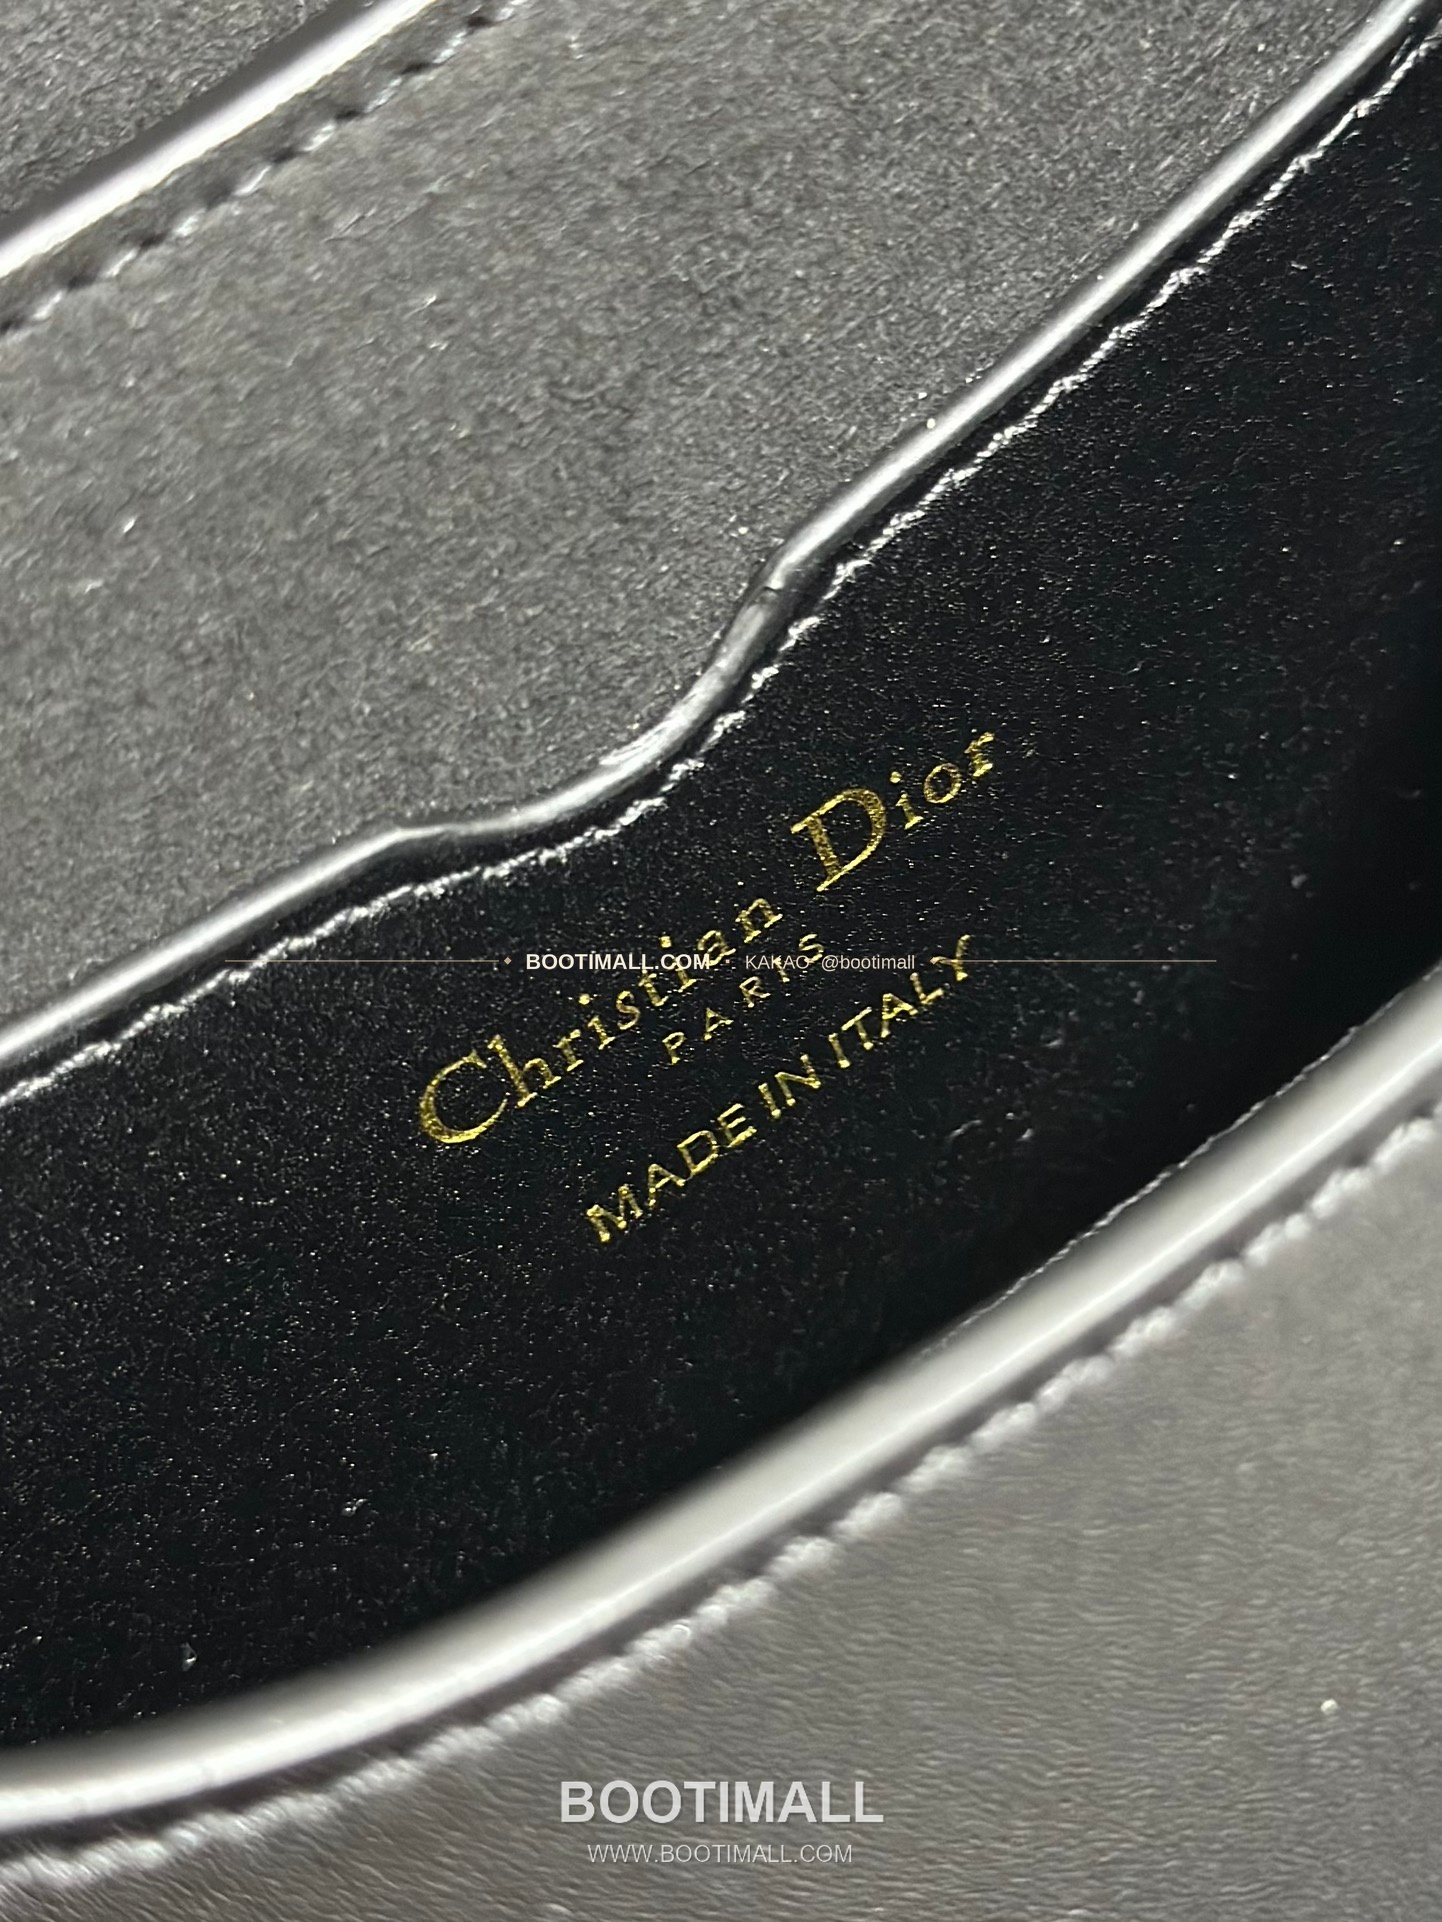 Christian Dior
PARIS
MADE IN ITALY
BOOTIMALL.COM · KAKAO @bootimall
BOOTIMALL
WWW.BOOTIMALL.COM